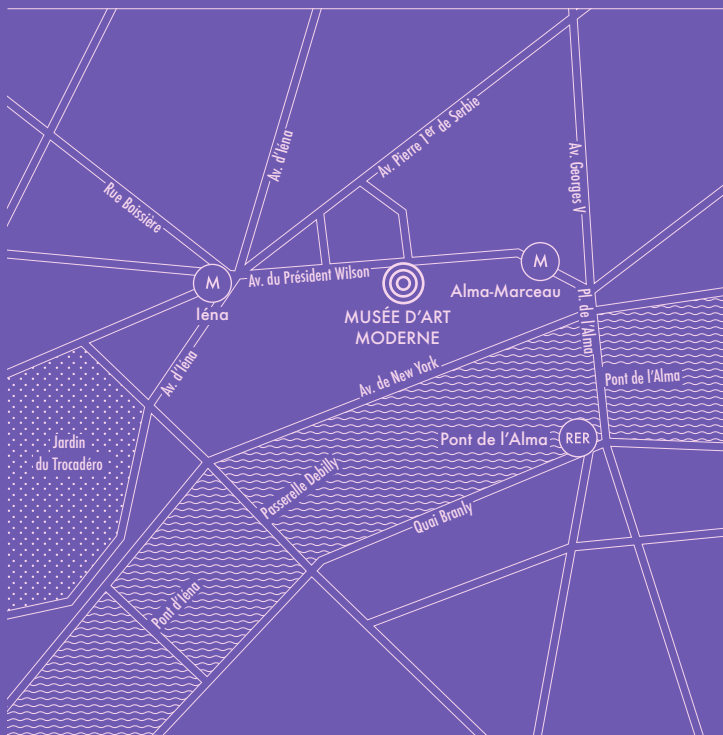 Av. Pierre 1er de Serbie
Av. d'Iéna
Av. Georges V
Rue Boissière
M
Av. du Président Wilson
M
Iéna
Alma-Marceau
MUSÉE D'ART
MODERNE
Pl. de l'Alma
Av. d'Iéna
Av. de New York
Pont de l'Alma
Jardin
du Trocadéro
Pont de l'Alma
RER
Passerelle Debilly
Quai Branly
Pont d'Iéna